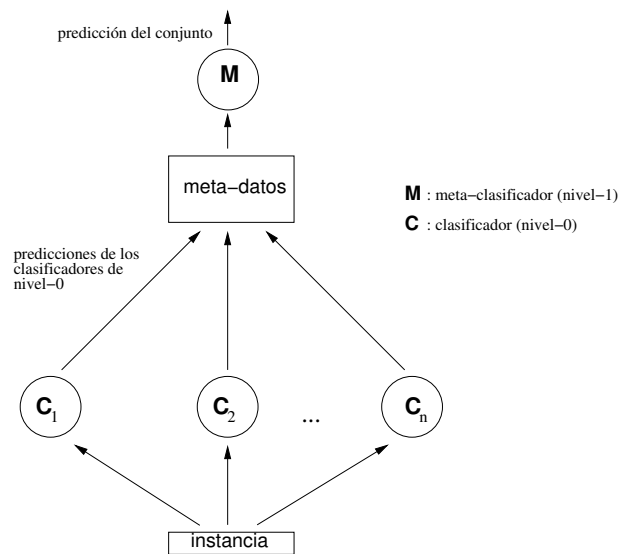 predicción del conjunto
M
meta−datos
M : meta−clasificador (nivel−1)
C : clasificador (nivel−0)
predicciones de los
clasificadores de
nivel−0
C1
C2
...
Cn
instancia